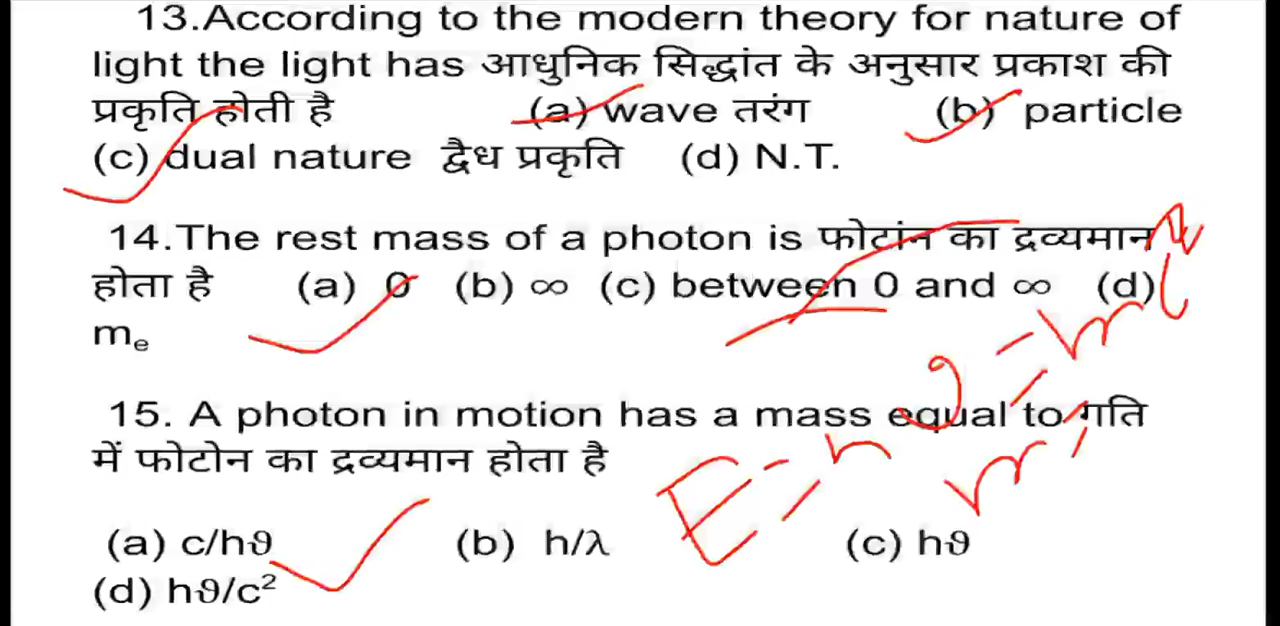 13.According to the modern theory for nature of
light the light has आधुनिक सिद्धांत के अनुसार प्रकाश की
प्रकृति होती है (a) wave तरंग (b) particle
(c) dual nature द्वैध प्रकृति (d) N.T.
14.The rest mass of a photon is फोटांन का द्रव्यमान
होता है (a) 0 (b) ∞ (c) between 0 and ∞ (d)
mₑ
15. A photon in motion has a mass equal to गति
में फोटोन का द्रव्यमान होता है
E = h = mc²
m =
(a) c/hϑ (b) h/λ (c) hϑ
(d) hϑ/c²